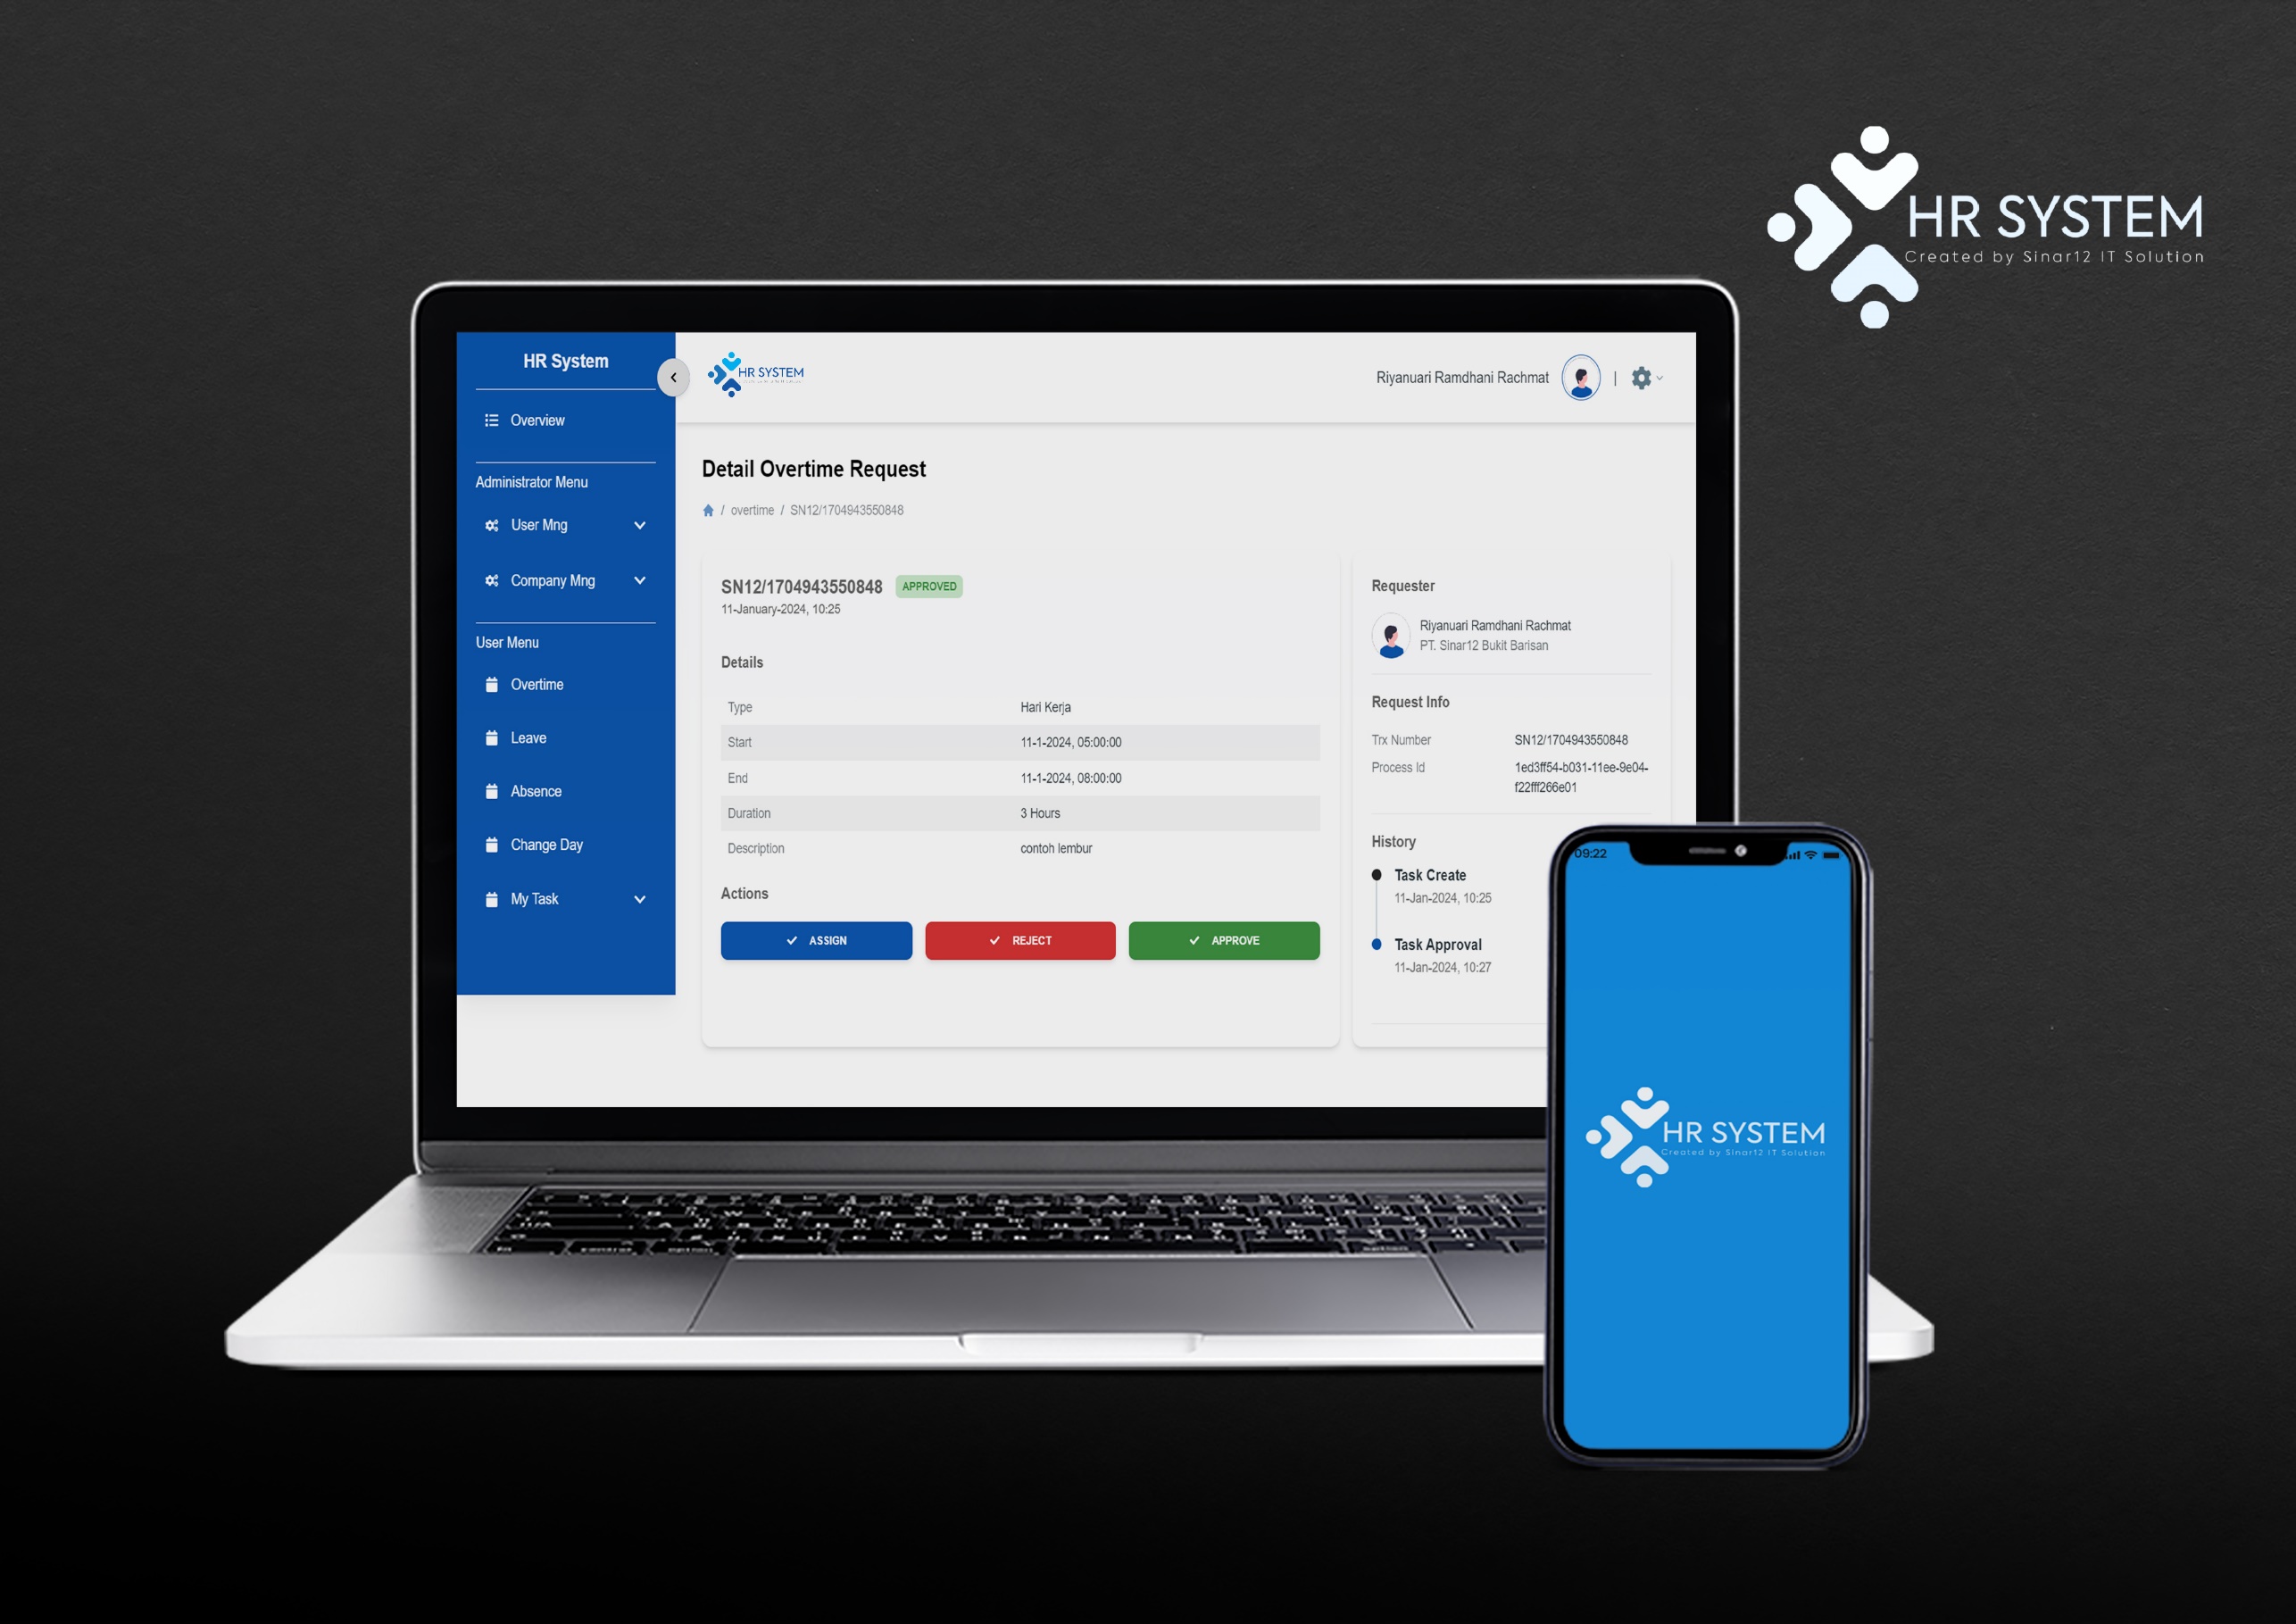 HR SYSTEM
Created by Sinar12 IT Solution
HR System
Overview
Administrator Menu
User Mng
Company Mng
User Menu
Overtime
Leave
Absence
Change Day
My Task
HR SYSTEM
Riyanuari Ramdhani Rachmat
|
Detail Overtime Request
/ overtime / SN12/1704943550848
SN12/1704943550848 APPROVED
11-January-2024, 10:25
Details
Type Hari Kerja
Start 11-1-2024, 05:00:00
End 11-1-2024, 08:00:00
Duration 3 Hours
Description contoh lembur
Actions
ASSIGN REJECT APPROVE
Requester
Riyanuari Ramdhani Rachmat
PT. Sinar12 Bukit Barisan
Request Info
Trx Number SN12/1704943550848
Process Id 1ed3ff54-b031-11ee-9e04-
f22fff266e01
History
Task Create
11-Jan-2024, 10:25
Task Approval
11-Jan-2024, 10:27
09:22
HR SYSTEM
Created by Sinar12 IT Solution